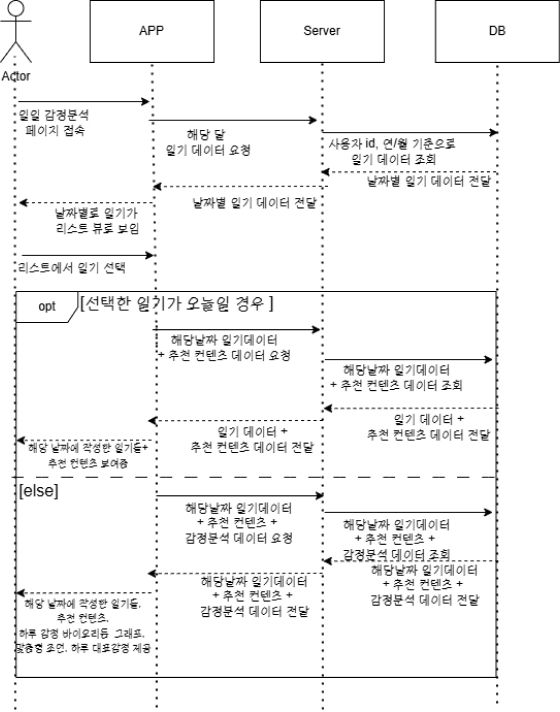 APP
Server
DB
Actor
일일 감정분석
페이지 접속
해당 달
일기 데이터 요청
사용자 id, 연/월 기준으로
일기 데이터 조회
날짜별 일기 데이터 전달
날짜별 일기 데이터 전달
날짜별로 일기가
리스트 뷰로 보임
리스트에서 일기 선택
opt
[선택한 일기가 오늘일 경우 ]
해당날짜 일기데이터
+ 추천 컨텐츠 데이터 요청
해당날짜 일기데이터
+ 추천 컨텐츠 데이터 조회
일기 데이터 +
추천 컨텐츠 데이터 전달
일기 데이터 +
추천 컨텐츠 데이터 전달
해당 날짜에 작성한 일기들+
추천 컨텐츠 보여줌
[else]
해당날짜 일기데이터
+ 추천 컨텐츠 +
감정분석 데이터 요청
해당날짜 일기데이터
+ 추천 컨텐츠 +
감정분석 데이터 조회
해당날짜 일기데이터
+ 추천 컨텐츠 +
감정분석 데이터 전달
해당날짜 일기데이터
+ 추천 컨텐츠 +
감정분석 데이터 전달
해당 날짜에 작성한 일기들,
추천 컨텐츠,
하루 감정 바이오리듬 그래프,
맞춤형 조언, 하루 대표감정 제공